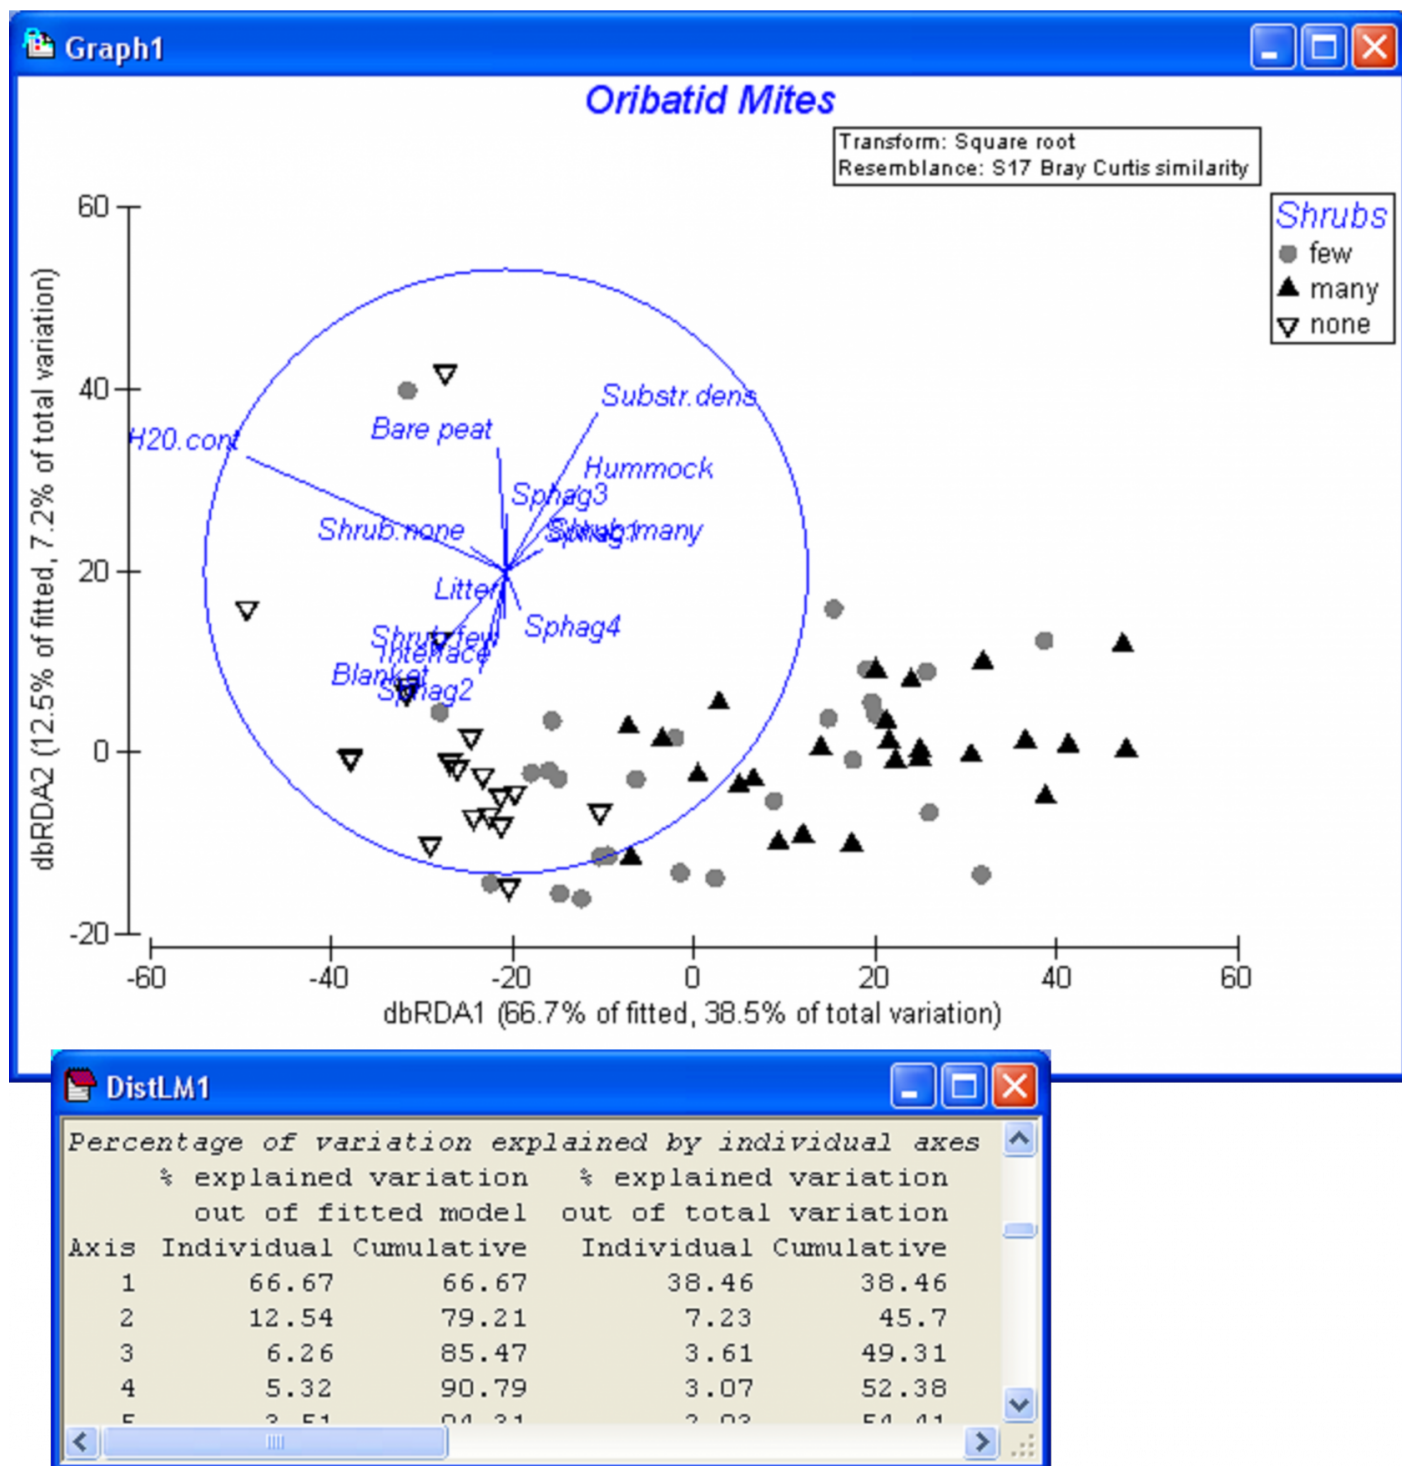 Graph1
Oribatid Mites
Transform: Square root
Resemblance: S17 Bray Curtis similarity
Shrubs
few
many
none
60
40
20
0
-20
dbRDA2 (12.5% of fitted, 7.2% of total variation)
Substr.dens
Bare peat
H20.cont
Hummock
Sphag3
Shrub.none
Shrub.many
Sphag1
Litter
Sphag4
Shrub.few
Interface
Blanket
Sphag2
-60 -40 -20 0 20 40 60
dbRDA1 (66.7% of fitted, 38.5% of total variation)
DistLM1
Percentage of variation explained by individual axes
% explained variation % explained variation
out of fitted model out of total variation
Axis Individual Cumulative Individual Cumulative
1 66.67 66.67 38.46 38.46
2 12.54 79.21 7.23 45.7
3 6.26 85.47 3.61 49.31
4 5.32 90.79 3.07 52.38